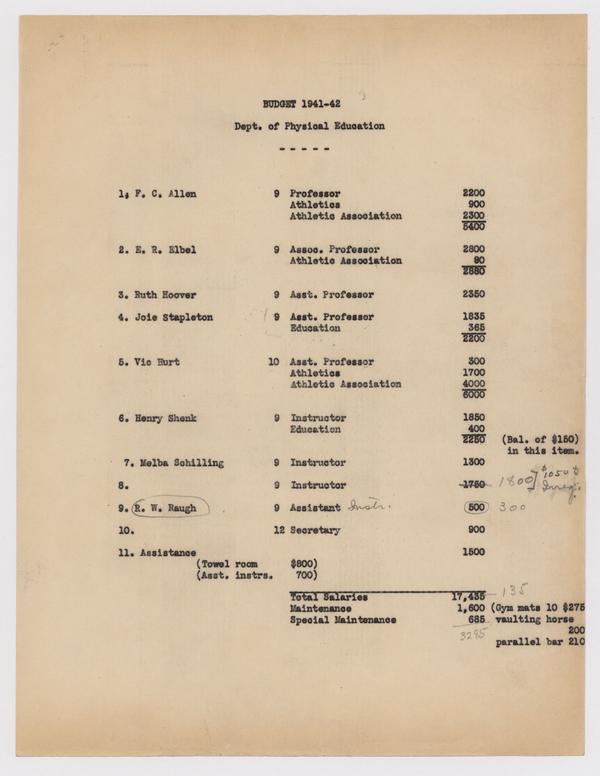 BUDGET 1941-42
Dept. of Physical Education
- - - - -
1. F. C. Allen 9 Professor 2200
Athletics 900
Athletic Association 2300
5400
2. E. R. Elbel 9 Assoc. Professor 2800
Athletic Association 80
2880
3. Ruth Hoover 9 Asst. Professor 2350
4. Joie Stapleton 9 Asst. Professor 1835
Education 365
2200
5. Vic Hurt 10 Asst. Professor 300
Athletics 1700
Athletic Association 4000
6000
6. Henry Shenk 9 Instructor 1850
Education 400
2250 (Bal. of $150)
in this item.
7. Melba Schilling 9 Instructor 1300
8. 9 Instructor 1750 1800 $1050
9. R. W. Raugh 9 Assistant Instr. 500 300
10. 12 Secretary 900
11. Assistance 1500
(Towel room $800)
(Asst. instrs. 700)
Total Salaries 17,435 135
Maintenance 1,600 (Gym mats 10 $275
Special Maintenance 685 vaulting horse
200
3295
parallel bar 210